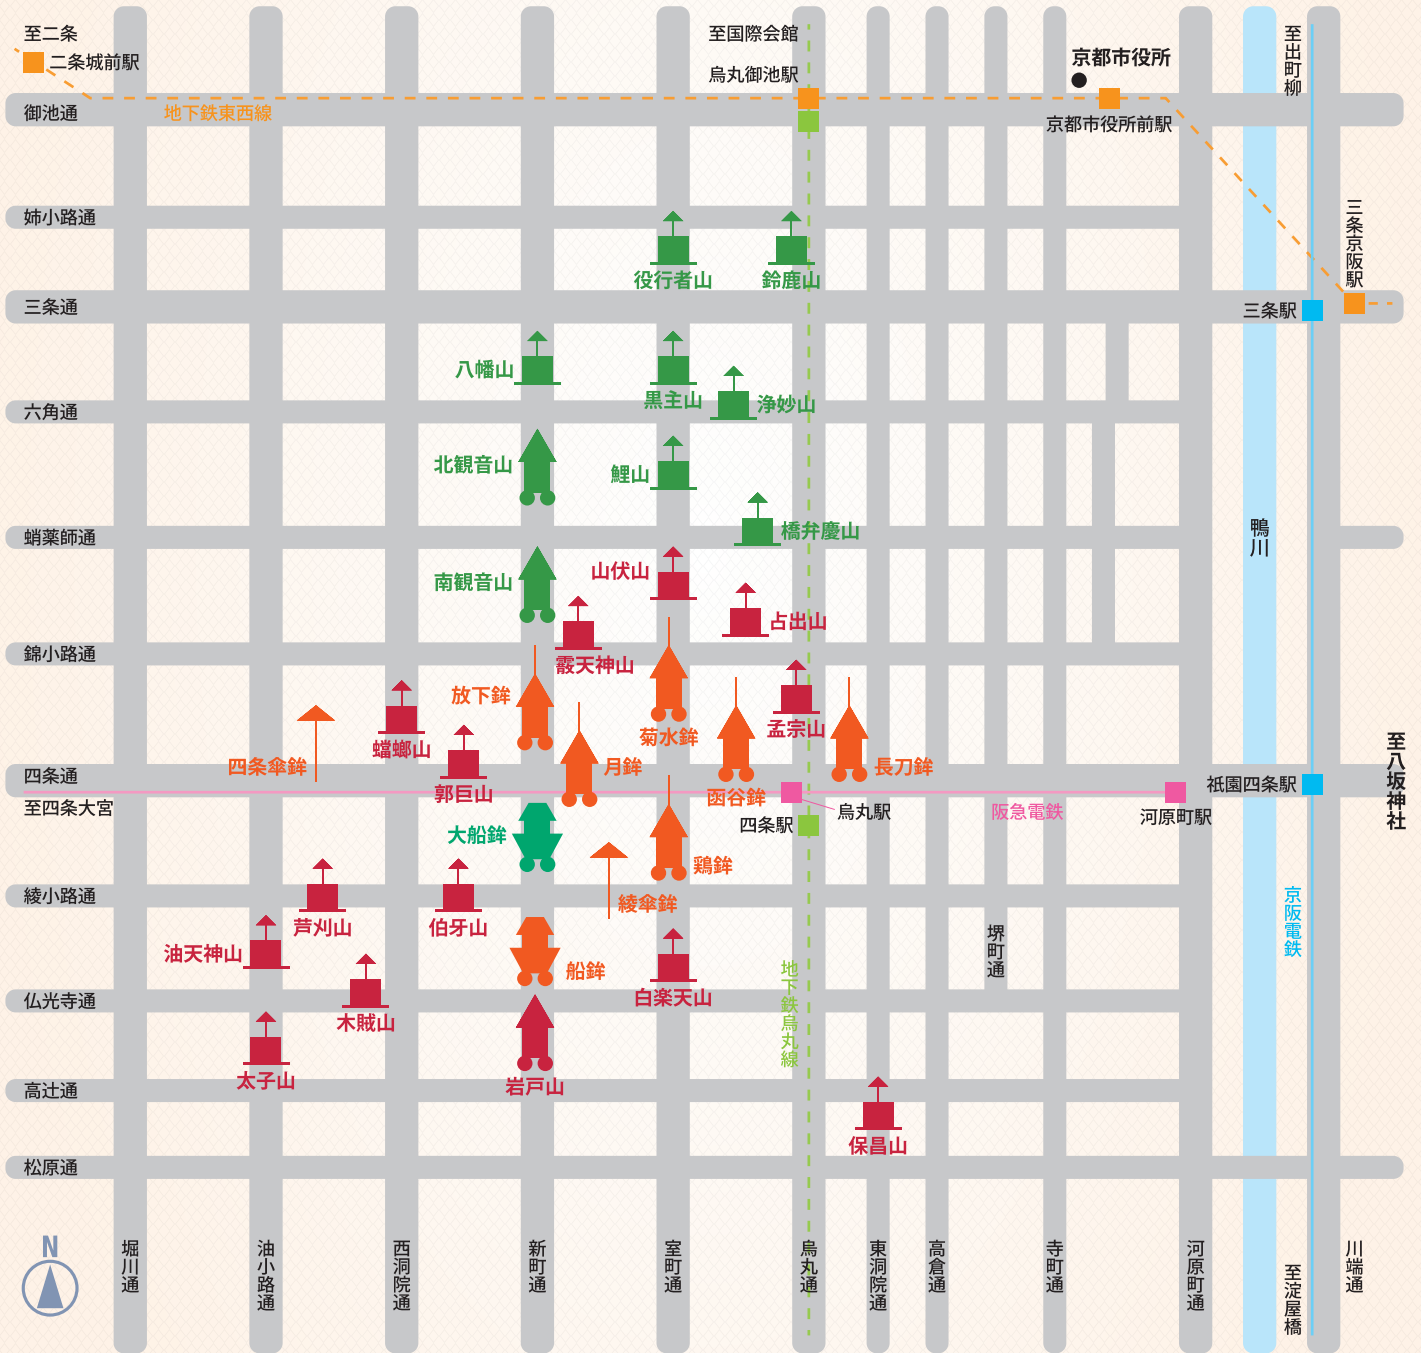 至二条
二条城前駅
至国際会館
烏丸御池駅
京都市役所
京都市役所前駅
至出町柳
御池通
地下鉄東西線
姉小路通
役行者山
鈴鹿山
三条京阪駅
三条通
三条駅
八幡山
黒主山
浄妙山
六角通
北観音山
鯉山
蛸薬師通
橋弁慶山
鴨川
南観音山
山伏山
占出山
錦小路通
霰天神山
放下鉾
菊水鉾
孟宗山
蟷螂山
四条傘鉾
月鉾
長刀鉾
郭巨山
函谷鉾
四条通
至四条大宮
祇園四条駅
至八坂神社
烏丸駅
阪急電鉄
河原町駅
四条駅
大船鉾
鶏鉾
綾小路通
綾傘鉾
芦刈山
伯牙山
京阪電鉄
油天神山
船鉾
堺町通
地下鉄烏丸線
仏光寺通
木賊山
白楽天山
太子山
岩戸山
高辻通
保昌山
松原通
N
堀川通
油小路通
西洞院通
新町通
室町通
烏丸通
東洞院通
高倉通
寺町通
河原町通
至淀屋橋
川端通